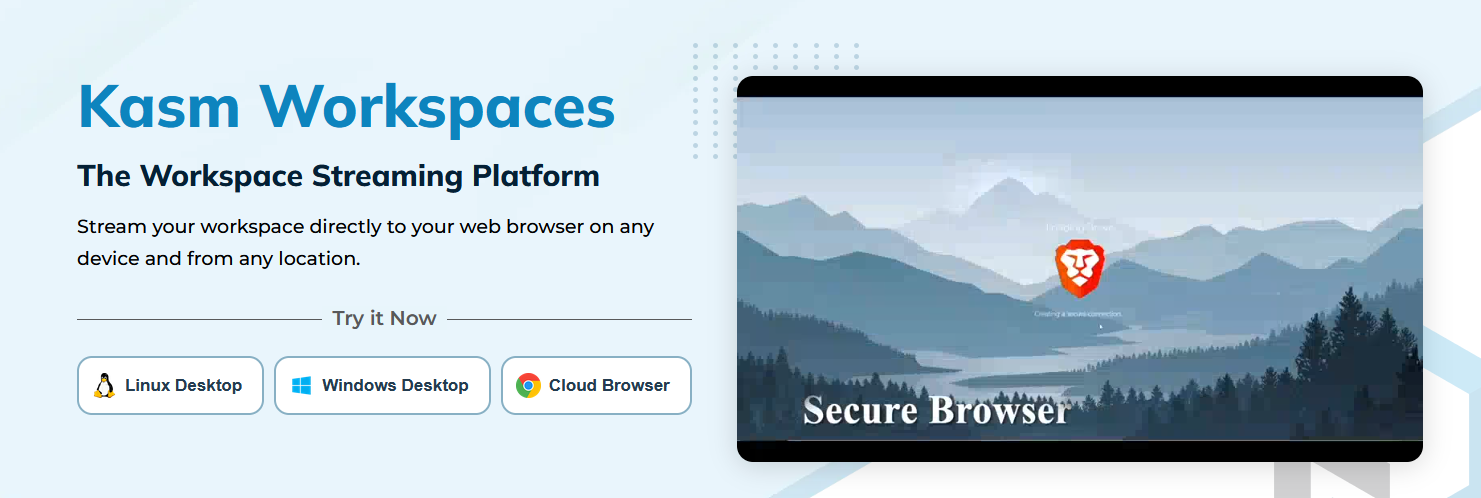 Kasm Workspaces
The Workspace Streaming Platform
Stream your workspace directly to your web browser on any
device and from any location.
Try it Now
Linux Desktop
Windows Desktop
Cloud Browser
Creating a secure connection
Secure Browser